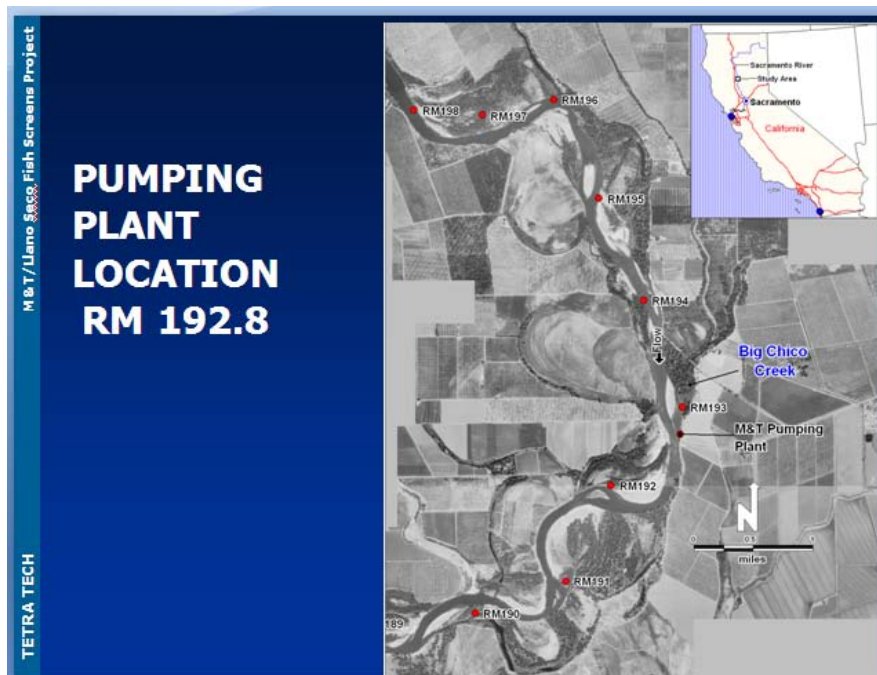 M&T/Llano Seco Fish Screens Project
TETRA TECH
PUMPING
PLANT
LOCATION
RM 192.8
RM198
RM197
RM196
RM195
RM194
Flow
Big Chico
Creek
RM193
M&T Pumping
Plant
RM192
N
0 0.5 1
miles
RM191
RM190
189
Sacramento River
Study Area
Sacramento
California